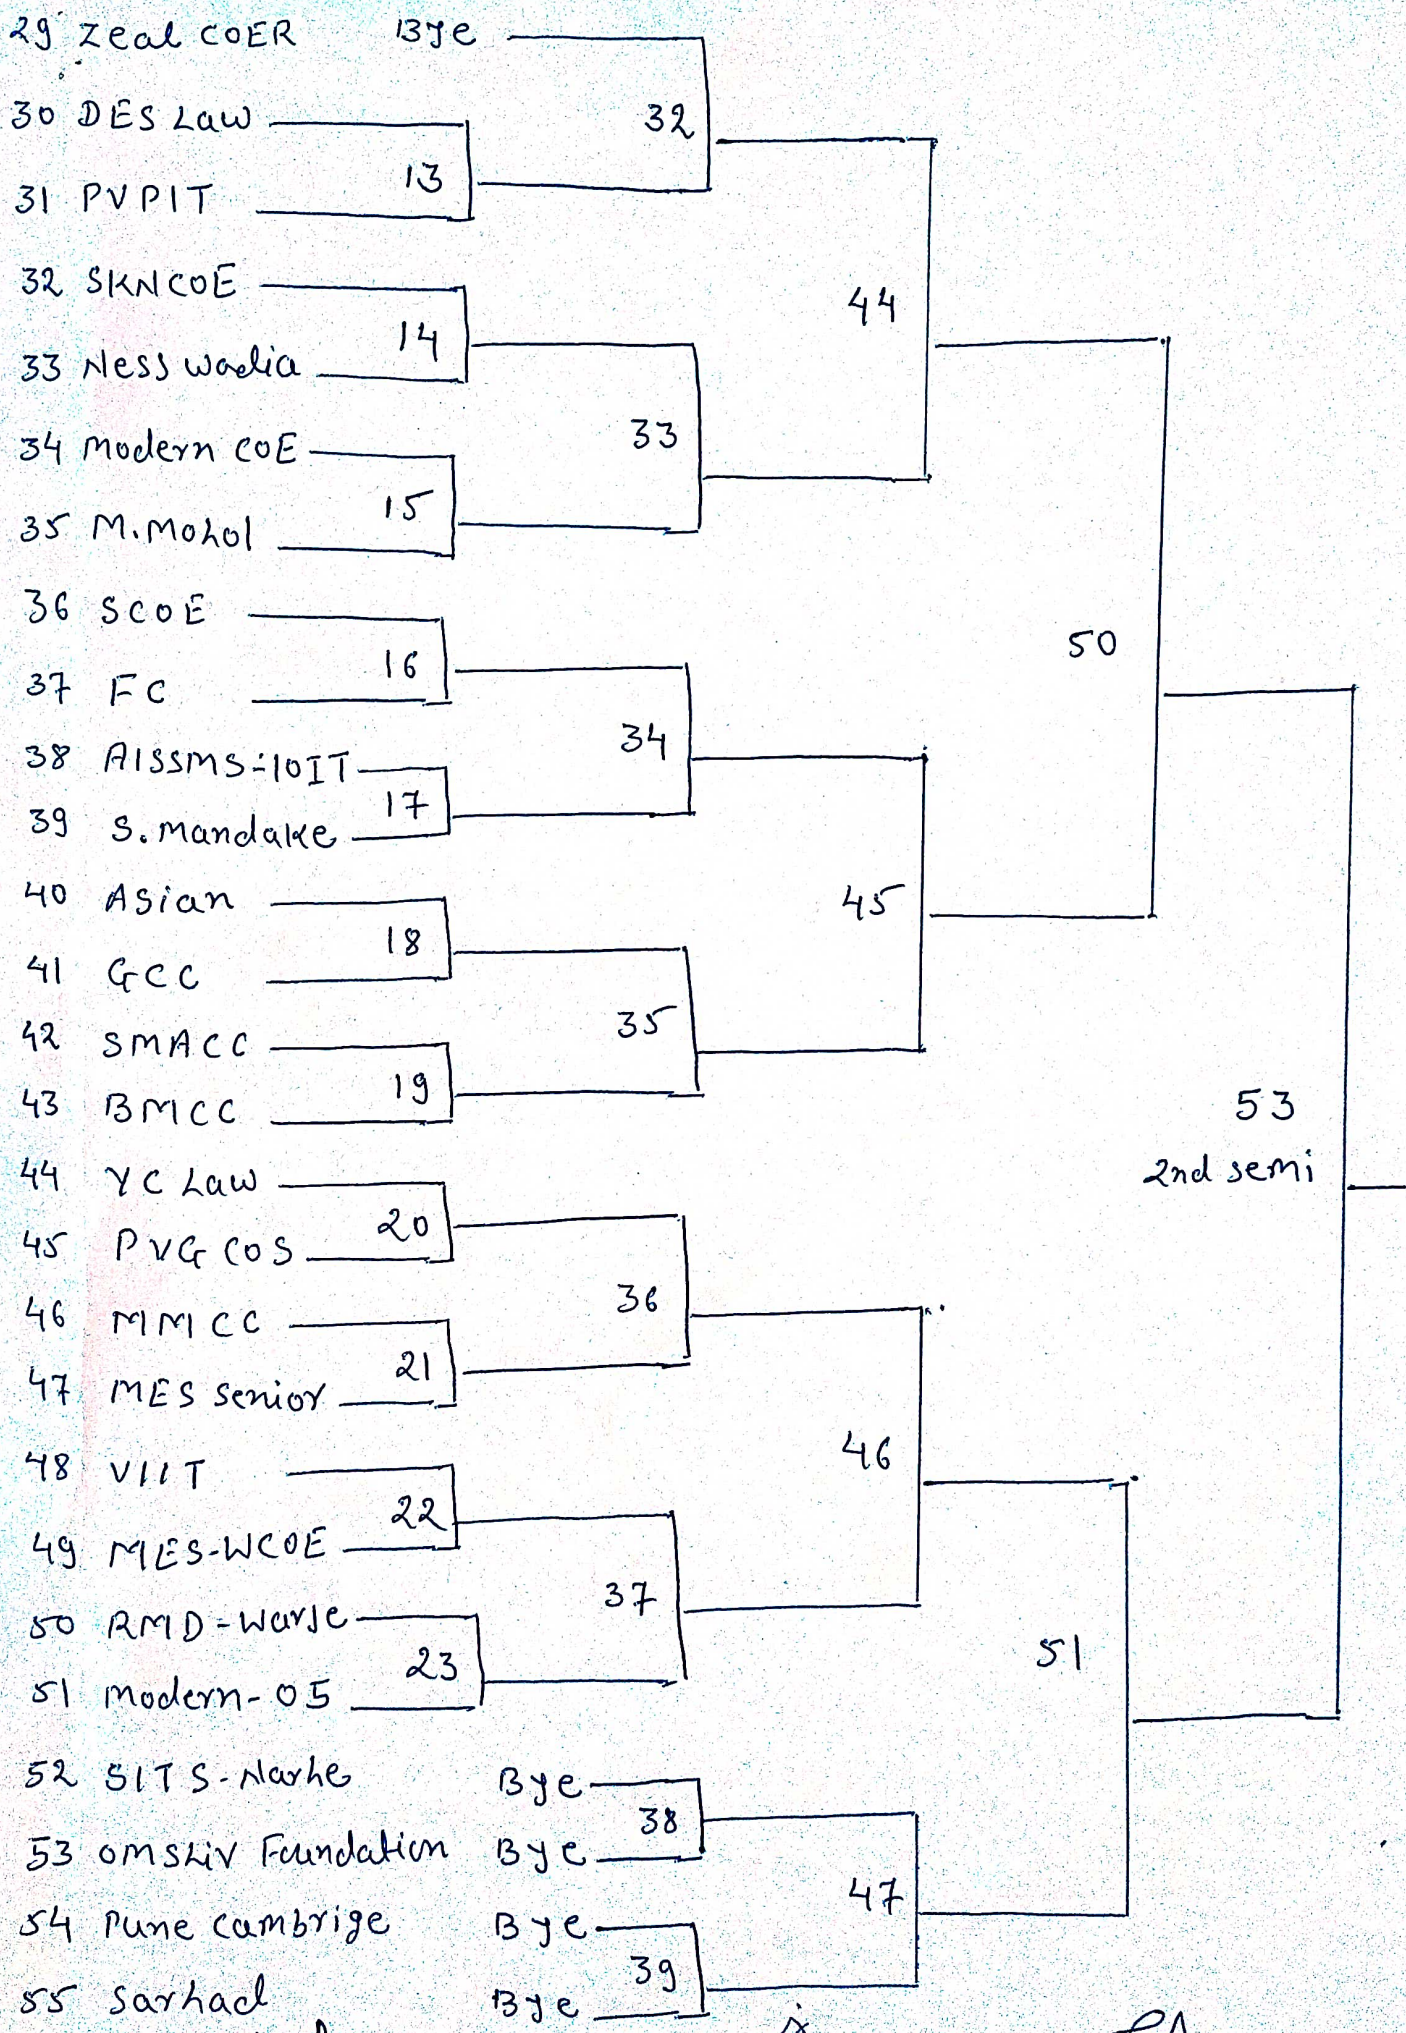 29 Zeal COER Bye
32
30 DES Law
13
31 PVPIT
32 SKNCOE
44
14
33 Ness wadia
33
34 Modern COE
15
35 M. Mohol
36 SCOE
50
16
37 FC
34
38 AISSMS-IOIT
17
39 S. mandake
40 Asian
45
18
41 GCC
35
42 SMACC
19
43 BMCC
53
2nd semi
44 YC Law
20
45 PVG COS
36
46 MMCC
21
47 MES Senior
46
48 VIIT
22
49 MES-WCOE
37
50 RMD-Warje
51
23
51 Modern-05
52 SITS-Narhe Bye
38
53 omshiv Foundation Bye
47
54 Pune Cambrige Bye
39
55 Sarhad Bye